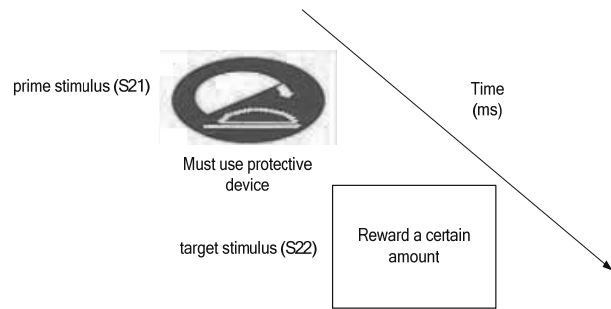 prime stimulus (S21)
Time
(ms)
Must use protective
device
target stimulus (S22)
Reward a certain
amount